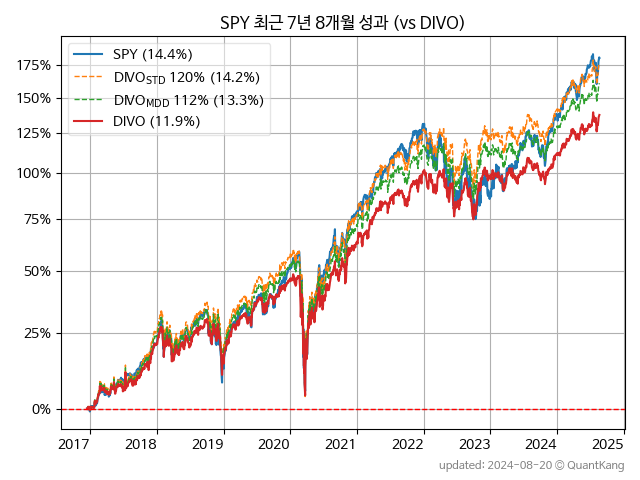 SPY 최근 7년 8개월 성과 (vs DIVO)
SPY (14.4%)
DIVO_STD 120% (14.2%)
DIVO_MDD 112% (13.3%)
DIVO (11.9%)
175%
150%
125%
100%
75%
50%
25%
0%
2017 2018 2019 2020 2021 2022 2023 2024 2025
updated: 2024-08-20 © QuantKang